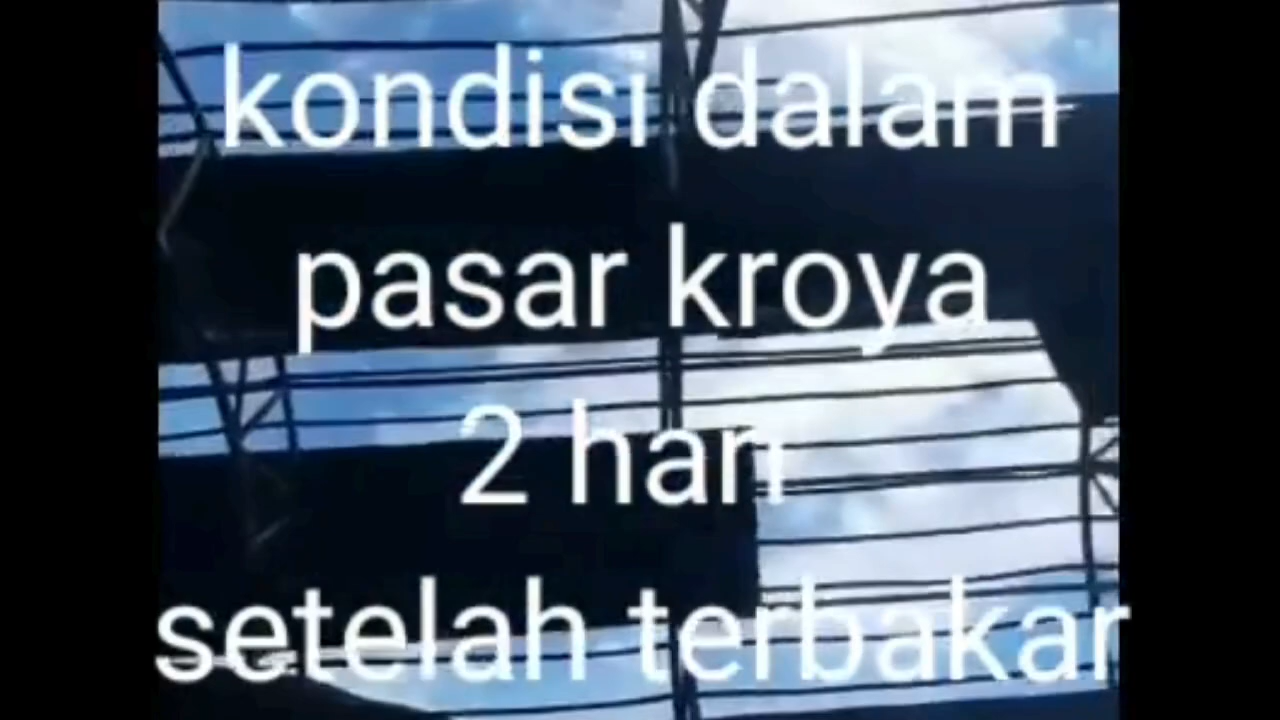 kondisi dalam
pasar kroya
2 hari
setelah terbakar